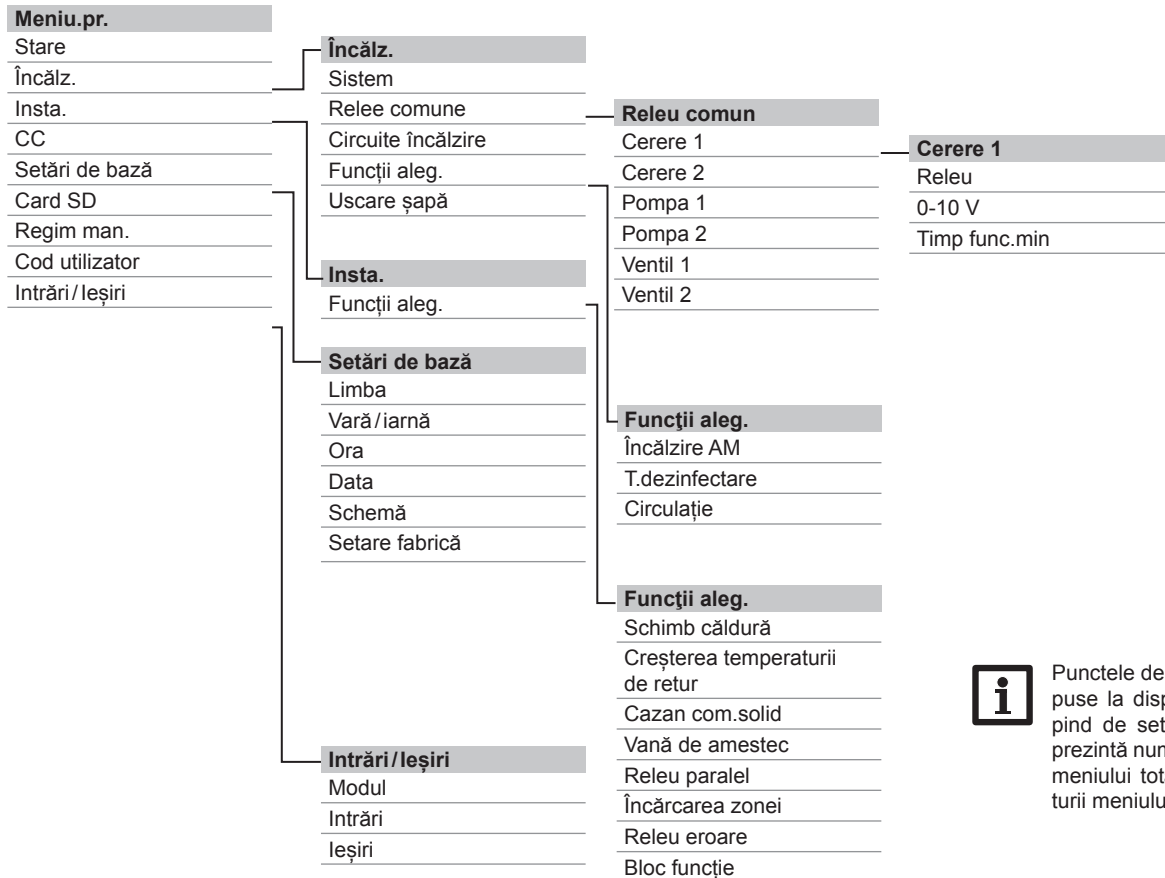 Meniu.pr.
Stare
Încălz.
Insta.
CC
Setări de bază
Card SD
Regim man.
Cod utilizator
Intrări/Ieșiri
Încălz.
Sistem
Relee comune
Circuite încălzire
Funcții aleg.
Uscare șapă
Insta.
Funcții aleg.
Setări de bază
Limba
Vară/iarnă
Ora
Data
Schemă
Setare fabrică
Intrări/Ieșiri
Modul
Intrări
Ieșiri
Releu comun
Cerere 1
Cerere 2
Pompa 1
Pompa 2
Ventil 1
Ventil 2
Funcţii aleg.
Încălzire AM
T.dezinfectare
Circulație
Funcţii aleg.
Schimb căldură
Creșterea temperaturii
de retur
Cazan com.solid
Vană de amestec
Releu paralel
Încărcarea zonei
Releu eroare
Bloc funcție
Cerere 1
Releu
0-10 V
Timp func.min
Punctele de
puse la disp
pind de set
prezintă nu
meniului tot
turii meniulu